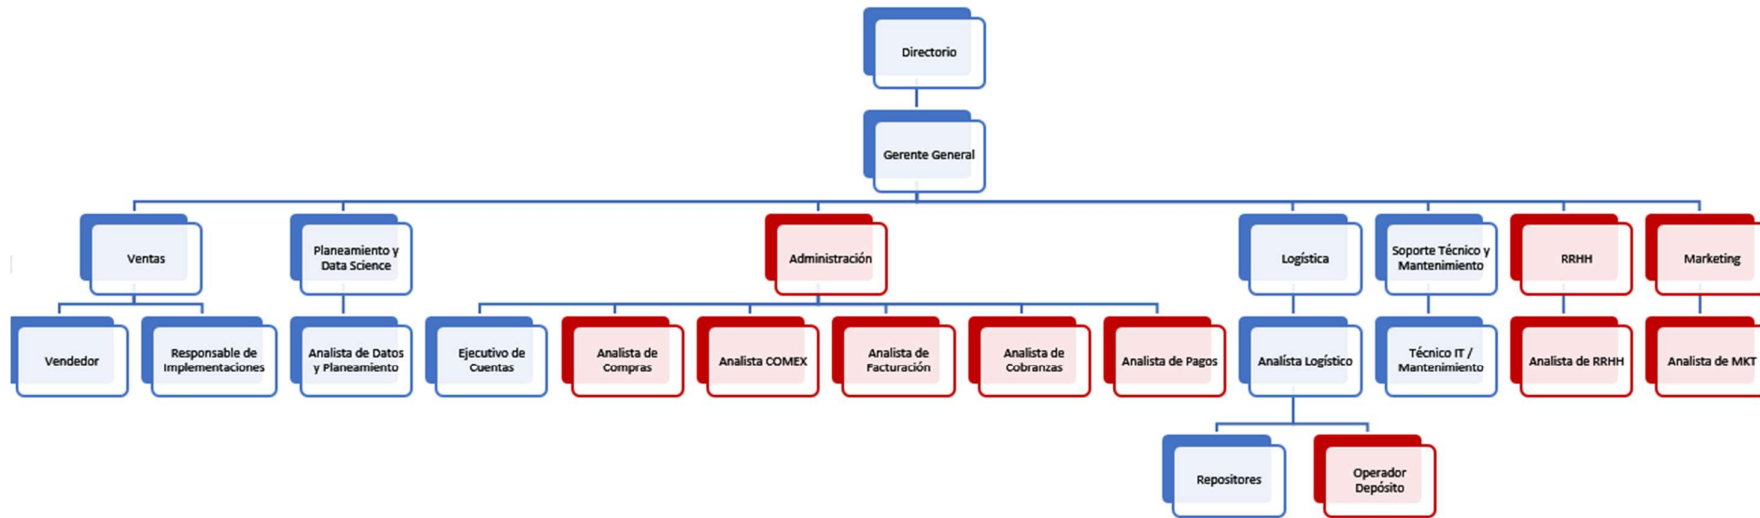 Directorio
Gerente General
Ventas
Planeamiento y
Data Science
Administración
Logística
Soporte Técnico y
Mantenimiento
RRHH
Marketing
Vendedor
Responsable de
Implementaciones
Analista de Datos
y Planeamiento
Ejecutivo de
Cuentas
Analista de
Compras
Analista COMEX
Analista de
Facturación
Analista de
Cobranzas
Analista de Pagos
Analísta Logístico
Técnico IT /
Mantenimiento
Analista de RRHH
Analista de MKT
Repositores
Operador
Depósito